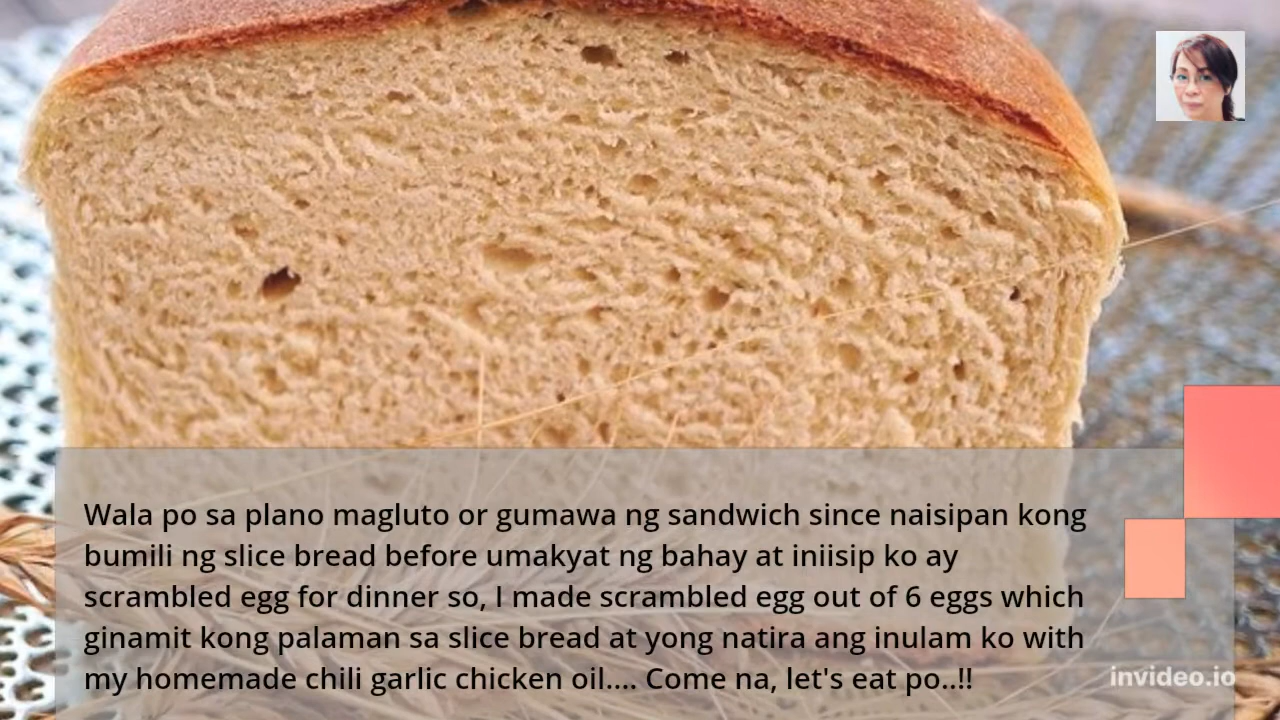 Wala po sa plano magluto or gumawa ng sandwich since naisipan kong
bumili ng slice bread before umakyat ng bahay at iniisip ko ay
scrambled egg for dinner so, I made scrambled egg out of 6 eggs which
ginamit kong palaman sa slice bread at yong natira ang inulam ko with
my homemade chili garlic chicken oil.... Come na, let's eat po..!!
invideo.io